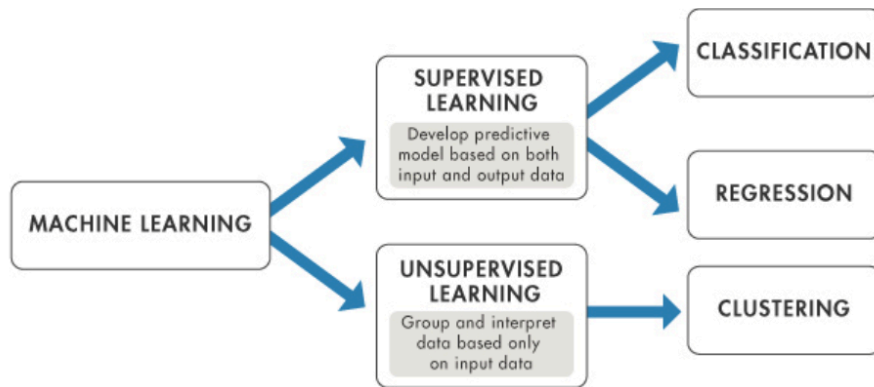 MACHINE LEARNING
SUPERVISED
LEARNING
Develop predictive
model based on both
input and output data
UNSUPERVISED
LEARNING
Group and interpret
data based only
on input data
CLASSIFICATION
REGRESSION
CLUSTERING